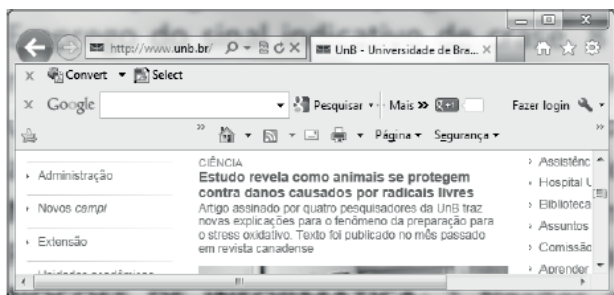 http://www.unb.br/
UnB - Universidade de Bra...
Convert Select
Google Pesquisar Mais » +1 Fazer login
» Página Segurança »
Administração
Novos campi
Extensão
Unidades acadêmicas
CIÊNCIA
Estudo revela como animais se protegem
contra danos causados por radicais livres
Artigo assinado por quatro pesquisadores da UnB traz
novas explicações para o fenômeno da preparação para
o stress oxidativo. Texto foi publicado no mês passado
em revista canadense
Assistênc
Hospital U
Biblioteca
Assuntos
Comissão
Aprender